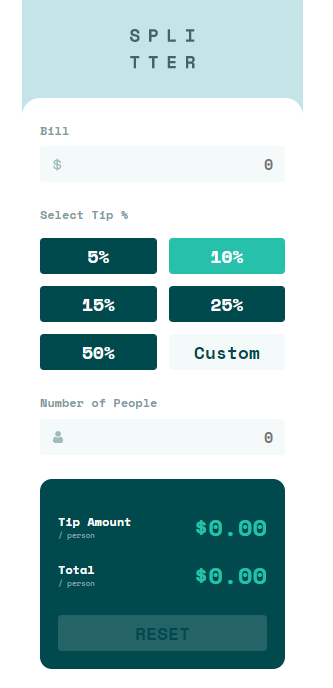 SPLI
TTER
Bill
$ 0
Select Tip %
5% 10%
15% 25%
50% Custom
Number of People
0
Tip Amount
/ person
$0.00
Total
/ person
$0.00
RESET